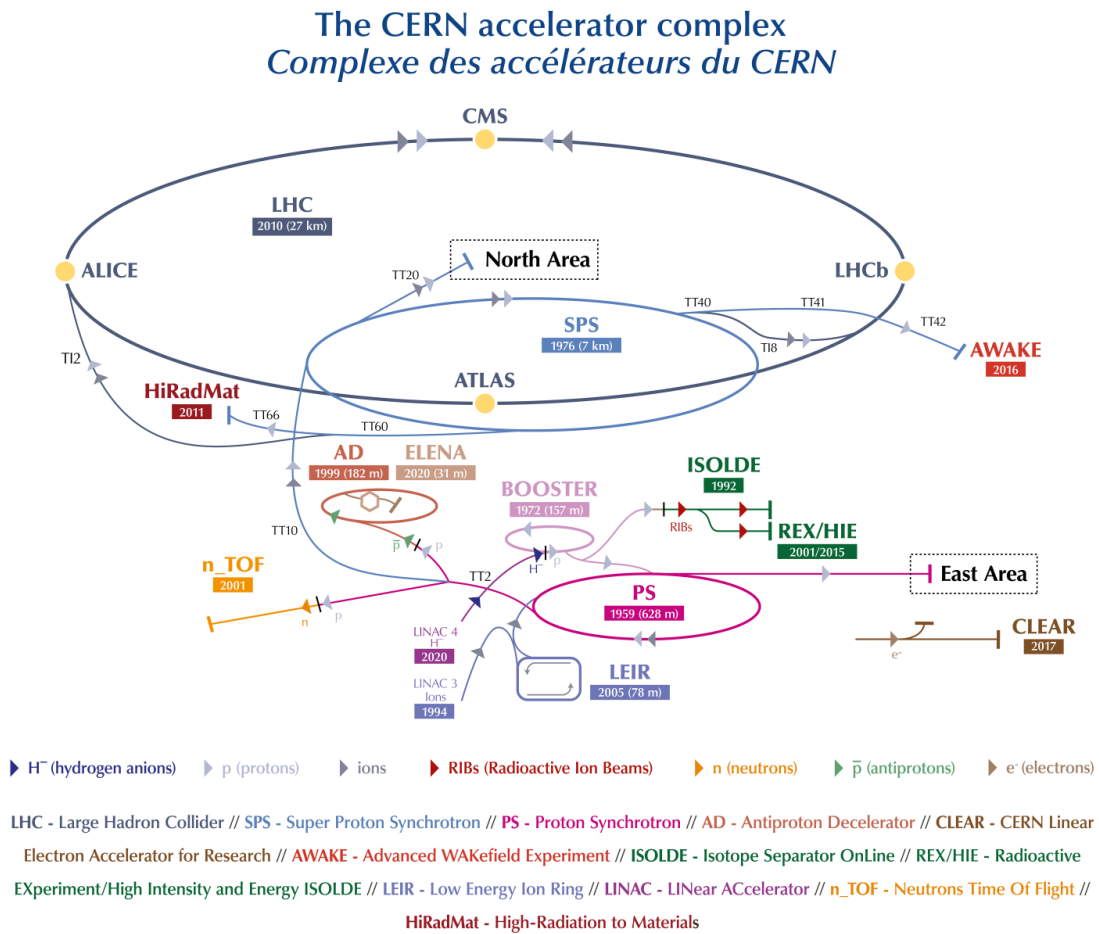 The CERN accelerator complex
Complexe des accélérateurs du CERN
CMS
LHC
2010 (27 km)
ALICE
TT20
North Area
LHCb
SPS
1976 (7 km)
TT40
TT41
TT42
TI8
AWAKE
2016
TI2
HiRadMat
2011
ATLAS
TT66
TT60
AD
1999 (182 m)
ELENA
2020 (31 m)
ISOLDE
1992
BOOSTER
1972 (157 m)
RIBs
REX/HIE
2001/2015
TT10
p̅
p
H⁻
p
n_TOF
2001
TT2
East Area
PS
1959 (628 m)
n
p
LINAC 4
H⁻
2020
CLEAR
2017
e⁻
LINAC 3
Ions
1994
LEIR
2005 (78 m)
H⁻ (hydrogen anions)
p (protons)
ions
RIBs (Radioactive Ion Beams)
n (neutrons)
p̅ (antiprotons)
e⁻ (electrons)
LHC - Large Hadron Collider // SPS - Super Proton Synchrotron // PS - Proton Synchrotron // AD - Antiproton Decelerator // CLEAR - CERN Linear
Electron Accelerator for Research // AWAKE - Advanced WAKefield Experiment // ISOLDE - Isotope Separator OnLine // REX/HIE - Radioactive
EXperiment/High Intensity and Energy ISOLDE // LEIR - Low Energy Ion Ring // LINAC - LINear ACcelerator // n_TOF - Neutrons Time Of Flight //
HiRadMat - High-Radiation to Materials